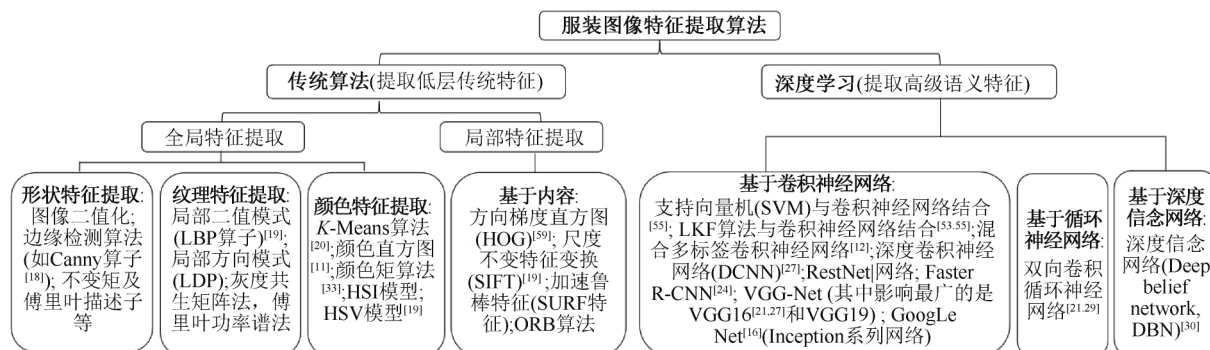 服装图像特征提取算法
传统算法(提取低层传统特征)
深度学习(提取高级语义特征)
全局特征提取
局部特征提取
形状特征提取:
图像二值化;
边缘检测算法
(如Canny算子
[18]); 不变矩及
傅里叶描述子
等
纹理特征提取:
局部二值模式
(LBP算子)[19];
局部方向模式
(LDP);灰度共
生矩阵法，傅
里叶功率谱法
颜色特征提取:
K-Means算法
[20];颜色直方图
[11];颜色矩算法
[33];HSI模型;
HSV模型[19]
基于内容:
方向梯度直方图
(HOG)[59]; 尺度
不变特征变换
(SIFT)[19];加速鲁
棒特征(SURF特
征);ORB算法
基于卷积神经网络:
支持向量机(SVM)与卷积神经网络结合
[55]; LKF算法与卷积神经网络结合[53.55];混
合多标签卷积神经网络[12];深度卷积神经
网络(DCNN)[27];RestNet|网络; Faster
R-CNN[24]; VGG-Net (其中影响最广的是
VGG16[21,27]和VGG19) ; GoogLe
Net[16](Inception系列网络)
基于循环
神经网络:
双向卷积
循环神经
网络[21.29]
基于深度
信念网络:
深度信念
网络(Deep
belief
network,
DBN)[30]